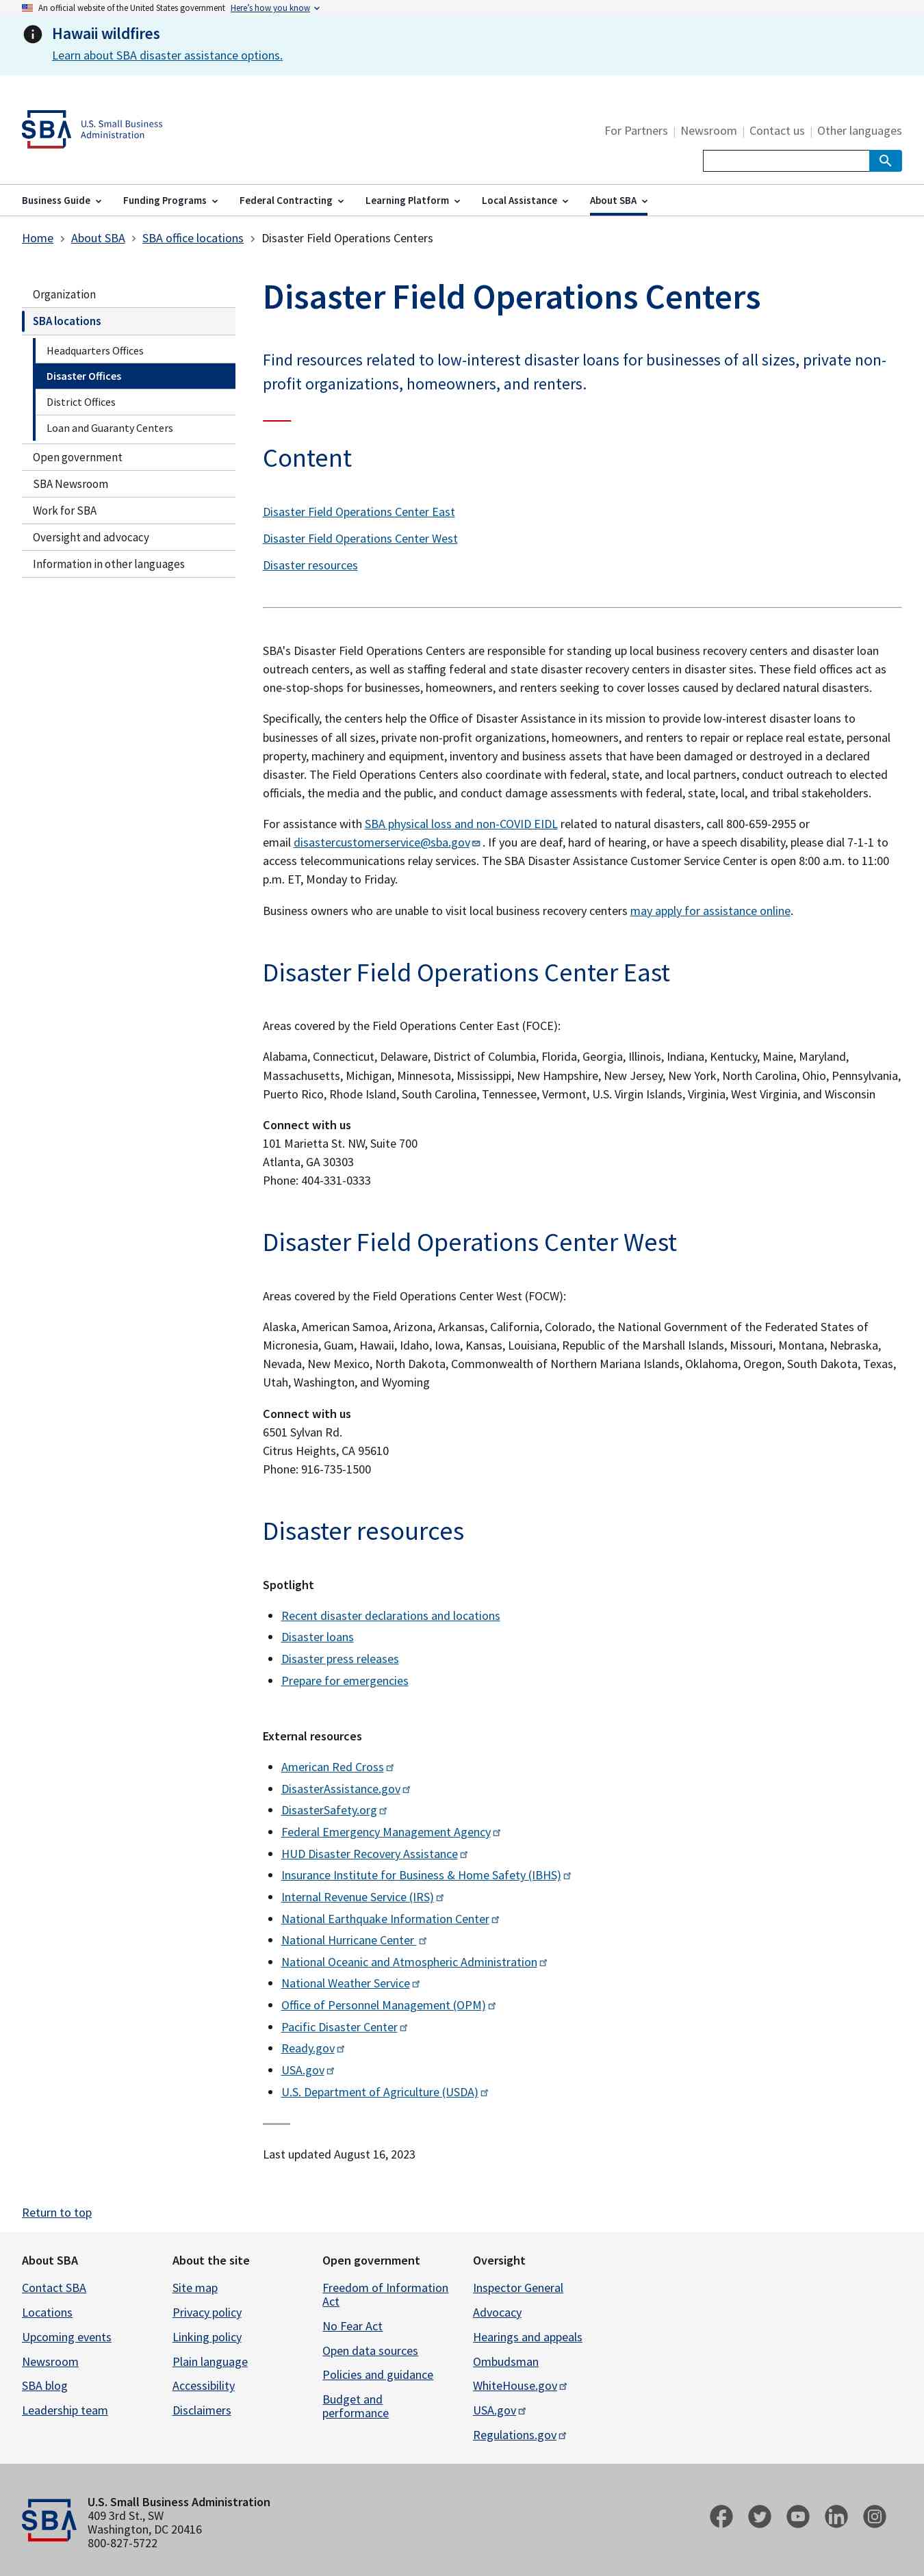 An official website of the United States government Here's how you know
Hawaii wildfires
Learn about SBA disaster assistance options.
SBA U.S. Small Business
Administration
For Partners | Newsroom | Contact us | Other languages
Business Guide Funding Programs Federal Contracting Learning Platform Local Assistance About SBA
Home > About SBA > SBA office locations > Disaster Field Operations Centers
Organization
SBA locations
Headquarters Offices
Disaster Offices
District Offices
Loan and Guaranty Centers
Open government
SBA Newsroom
Work for SBA
Oversight and advocacy
Information in other languages
Disaster Field Operations Centers
Find resources related to low-interest disaster loans for businesses of all sizes, private non-
profit organizations, homeowners, and renters.
Content
Disaster Field Operations Center East
Disaster Field Operations Center West
Disaster resources
SBA's Disaster Field Operations Centers are responsible for standing up local business recovery centers and disaster loan
outreach centers, as well as staffing federal and state disaster recovery centers in disaster sites. These field offices act as
one-stop-shops for businesses, homeowners, and renters seeking to cover losses caused by declared natural disasters.
Specifically, the centers help the Office of Disaster Assistance in its mission to provide low-interest disaster loans to
businesses of all sizes, private non-profit organizations, homeowners, and renters to repair or replace real estate, personal
property, machinery and equipment, inventory and business assets that have been damaged or destroyed in a declared
disaster. The Field Operations Centers also coordinate with federal, state, and local partners, conduct outreach to elected
officials, the media and the public, and conduct damage assessments with federal, state, local, and tribal stakeholders.
For assistance with SBA physical loss and non-COVID EIDL related to natural disasters, call 800-659-2955 or
email disastercustomerservice@sba.gov . If you are deaf, hard of hearing, or have a speech disability, please dial 7-1-1 to
access telecommunications relay services. The SBA Disaster Assistance Customer Service Center is open 8:00 a.m. to 11:00
p.m. ET, Monday to Friday.
Business owners who are unable to visit local business recovery centers may apply for assistance online.
Disaster Field Operations Center East
Areas covered by the Field Operations Center East (FOCE):
Alabama, Connecticut, Delaware, District of Columbia, Florida, Georgia, Illinois, Indiana, Kentucky, Maine, Maryland,
Massachusetts, Michigan, Minnesota, Mississippi, New Hampshire, New Jersey, New York, North Carolina, Ohio, Pennsylvania,
Puerto Rico, Rhode Island, South Carolina, Tennessee, Vermont, U.S. Virgin Islands, Virginia, West Virginia, and Wisconsin
Connect with us
101 Marietta St. NW, Suite 700
Atlanta, GA 30303
Phone: 404-331-0333
Disaster Field Operations Center West
Areas covered by the Field Operations Center West (FOCW):
Alaska, American Samoa, Arizona, Arkansas, California, Colorado, the National Government of the Federated States of
Micronesia, Guam, Hawaii, Idaho, Iowa, Kansas, Louisiana, Republic of the Marshall Islands, Missouri, Montana, Nebraska,
Nevada, New Mexico, North Dakota, Commonwealth of Northern Mariana Islands, Oklahoma, Oregon, South Dakota, Texas,
Utah, Washington, and Wyoming
Connect with us
6501 Sylvan Rd.
Citrus Heights, CA 95610
Phone: 916-735-1500
Disaster resources
Spotlight
Recent disaster declarations and locations
Disaster loans
Disaster press releases
Prepare for emergencies
External resources
American Red Cross
DisasterAssistance.gov
DisasterSafety.org
Federal Emergency Management Agency
HUD Disaster Recovery Assistance
Insurance Institute for Business & Home Safety (IBHS)
Internal Revenue Service (IRS)
National Earthquake Information Center
National Hurricane Center
National Oceanic and Atmospheric Administration
National Weather Service
Office of Personnel Management (OPM)
Pacific Disaster Center
Ready.gov
USA.gov
U.S. Department of Agriculture (USDA)
Last updated August 16, 2023
Return to top
About SBA
Contact SBA
Locations
Upcoming events
Newsroom
SBA blog
Leadership team
About the site
Site map
Privacy policy
Linking policy
Plain language
Accessibility
Disclaimers
Open government
Freedom of Information
Act
No Fear Act
Open data sources
Policies and guidance
Budget and
performance
Oversight
Inspector General
Advocacy
Hearings and appeals
Ombudsman
WhiteHouse.gov
USA.gov
Regulations.gov
SBA
U.S. Small Business Administration
409 3rd St., SW
Washington, DC 20416
800-827-5722